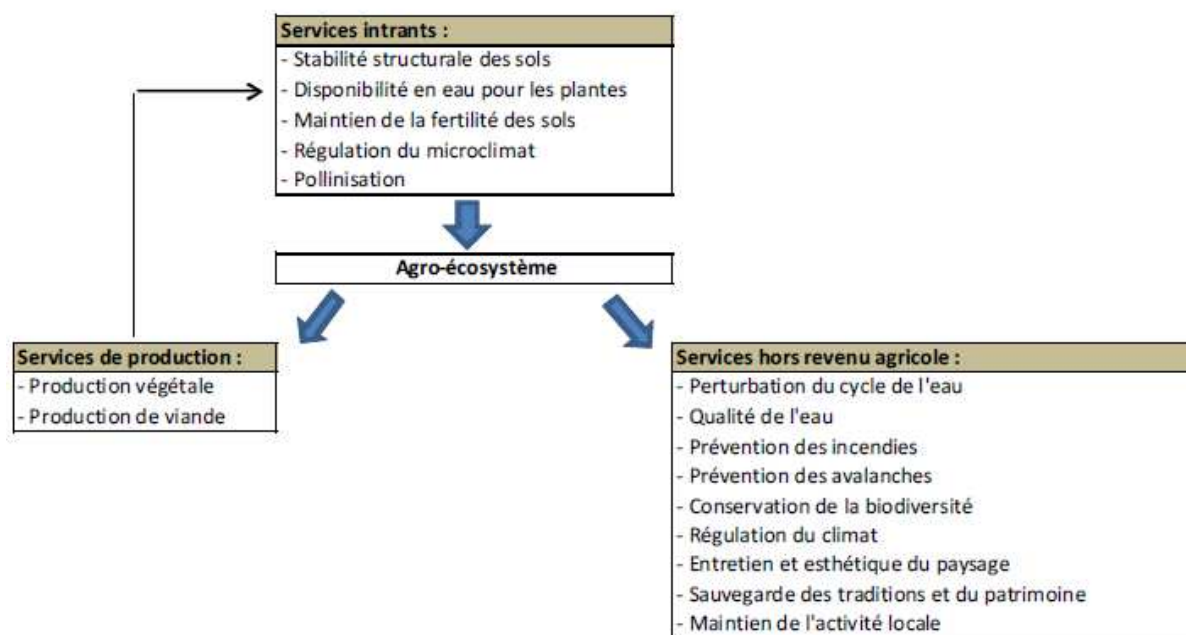 Services intrants :
- Stabilité structurale des sols
- Disponibilité en eau pour les plantes
- Maintien de la fertilité des sols
- Régulation du microclimat
- Pollinisation
Agro-écosystème
Services de production :
- Production végétale
- Production de viande
Services hors revenu agricole :
- Perturbation du cycle de l'eau
- Qualité de l'eau
- Prévention des incendies
- Prévention des avalanches
- Conservation de la biodiversité
- Régulation du climat
- Entretien et esthétique du paysage
- Sauvegarde des traditions et du patrimoine
- Maintien de l'activité locale